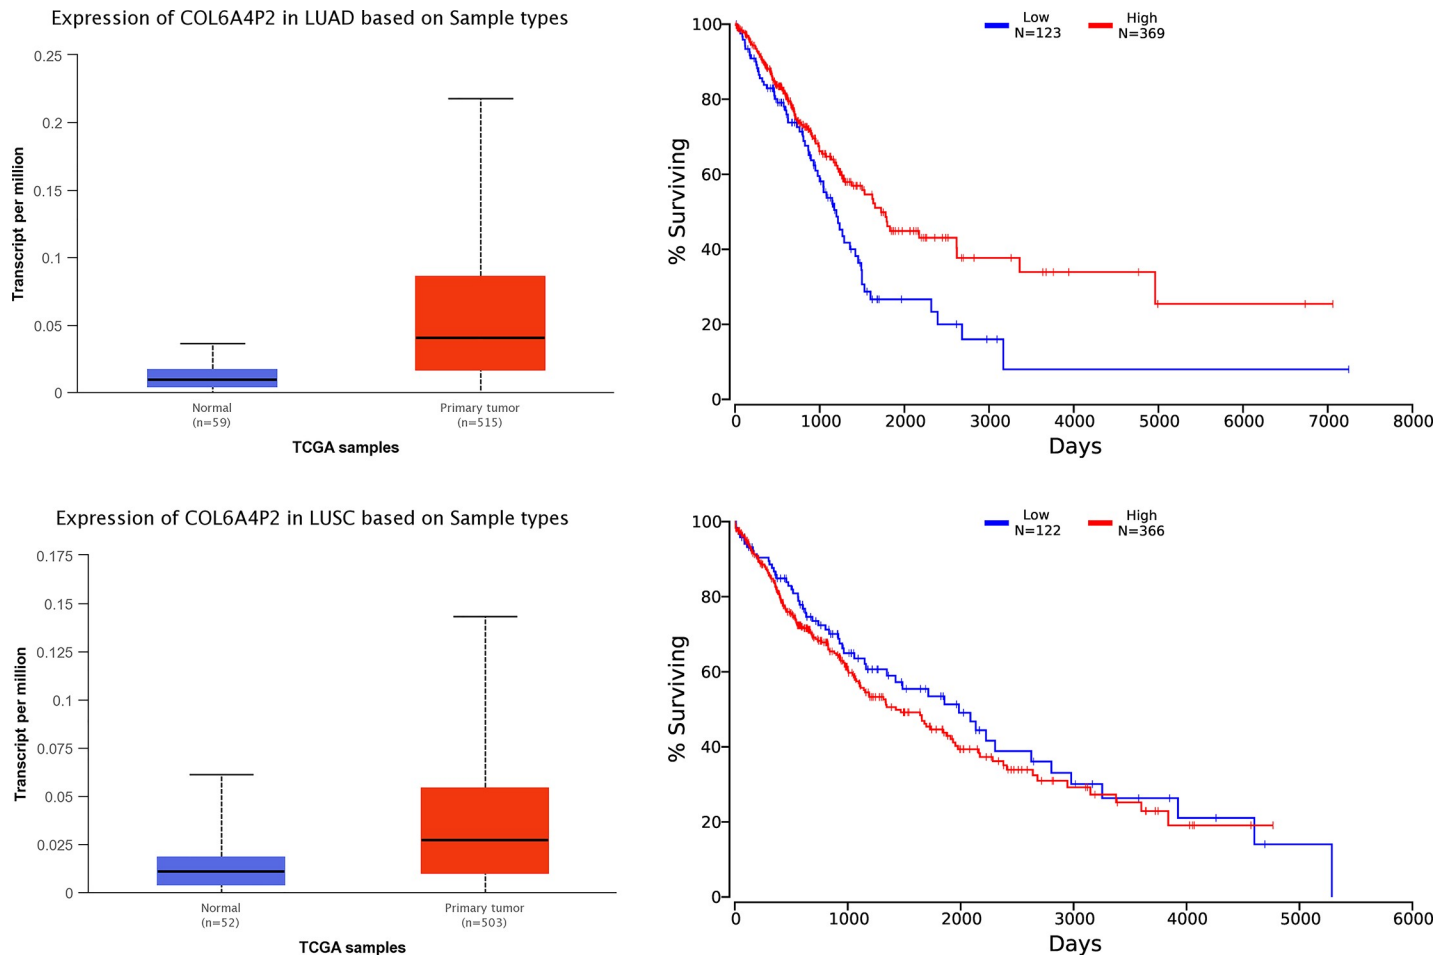 Expression of COL6A4P2 in LUAD based on Sample types
Transcript per million
0.25
0.2
0.15
0.1
0.05
0
Normal
(n=59)
Primary tumor
(n=515)
TCGA samples
Low
N=123
High
N=369
% Surviving
100
80
60
40
20
0
0 1000 2000 3000 4000 5000 6000 7000 8000
Days
Expression of COL6A4P2 in LUSC based on Sample types
Transcript per million
0.175
0.15
0.125
0.1
0.075
0.05
0.025
0
Normal
(n=52)
Primary tumor
(n=503)
TCGA samples
Low
N=122
High
N=366
% Surviving
100
80
60
40
20
0
0 1000 2000 3000 4000 5000 6000
Days